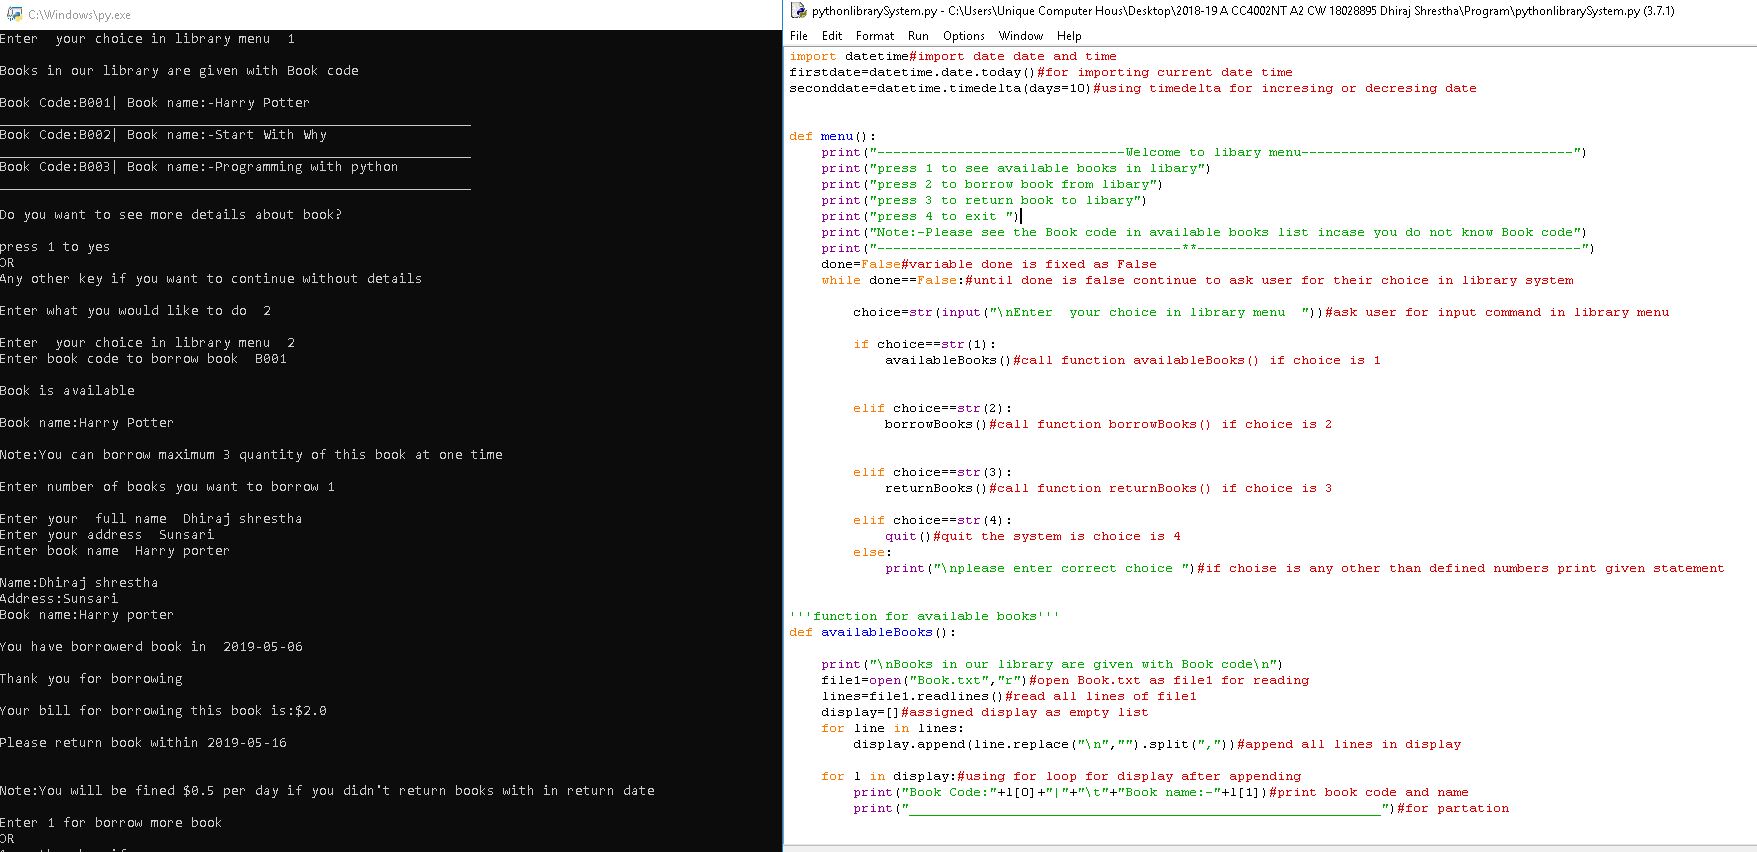 C:\Windows\py.exe
Enter  your choice in library menu  1
Books in our library are given with Book code
Book Code:B001| Book name:-Harry Potter
Book Code:B002| Book name:-Start With Why
Book Code:B003| Book name:-Programming with python
Do you want to see more details about book?
press 1 to yes
OR
Any other key if you want to continue without details
Enter what you would like to do  2
Enter  your choice in library menu  2
Enter book code to borrow book  B001
Book is available
Book name:Harry Potter
Note:You can borrow maximum 3 quantity of this book at one time
Enter number of books you want to borrow 1
Enter your  full name  Dhiraj shrestha
Enter your address  Sunsari
Enter book name  Harry porter
Name:Dhiraj shrestha
Address:Sunsari
Book name:Harry porter
You have borrowerd book in  2019-05-06
Thank you for borrowing
Your bill for borrowing this book is:$2.0
Please return book within 2019-05-16
Note:You will be fined $0.5 per day if you didn't return books with in return date
Enter 1 for borrow more book
OR
pythonlibrarySystem.py - C:\Users\Unique Computer Hous\Desktop\2018-19 A CC4002NT A2 CW 18028895 Dhiraj Shrestha\Program\pythonlibrarySystem.py (3.7.1)
File Edit Format Run Options Window Help
import datetime#import date date and time
firstdate=datetime.date.today()#for importing current date time
seconddate=datetime.timedelta(days=10)#using timedelta for incresing or decresing date
def menu():
    print("-------------------------------Welcome to libary menu----------------------------------")
    print("press 1 to see available books in libary")
    print("press 2 to borrow book from libary")
    print("press 3 to return book to libary")
    print("press 4 to exit ")
    print("Note:-Please see the Book code in available books list incase you do not know Book code")
    print("--------------------------------------**------------------------------------------------")
    done=False#variable done is fixed as False
    while done==False:#until done is false continue to ask user for their choice in library system
        choice=str(input("\nEnter  your choice in library menu  "))#ask user for input command in library menu
        if choice==str(1):
            availableBooks()#call function availableBooks() if choice is 1
        elif choice==str(2):
            borrowBooks()#call function borrowBooks() if choice is 2
        elif choice==str(3):
            returnBooks()#call function returnBooks() if choice is 3
        elif choice==str(4):
            quit()#quit the system is choice is 4
        else:
            print("\nplease enter correct choice ")#if choise is any other than defined numbers print given statement
'''function for available books'''
def availableBooks():
    print("\nBooks in our library are given with Book code\n")
    file1=open("Book.txt","r")#open Book.txt as file1 for reading
    lines=file1.readlines()#read all lines of file1
    display=[]#assigned display as empty list
    for line in lines:
        display.append(line.replace("\n","").split(","))#append all lines in display
    for l in display:#using for loop for display after appending
        print("Book Code:"+l[0]+"|"+"\t"+"Book name:-"+l[1])#print book code and name
        print("___________________________________________________________")#for partation